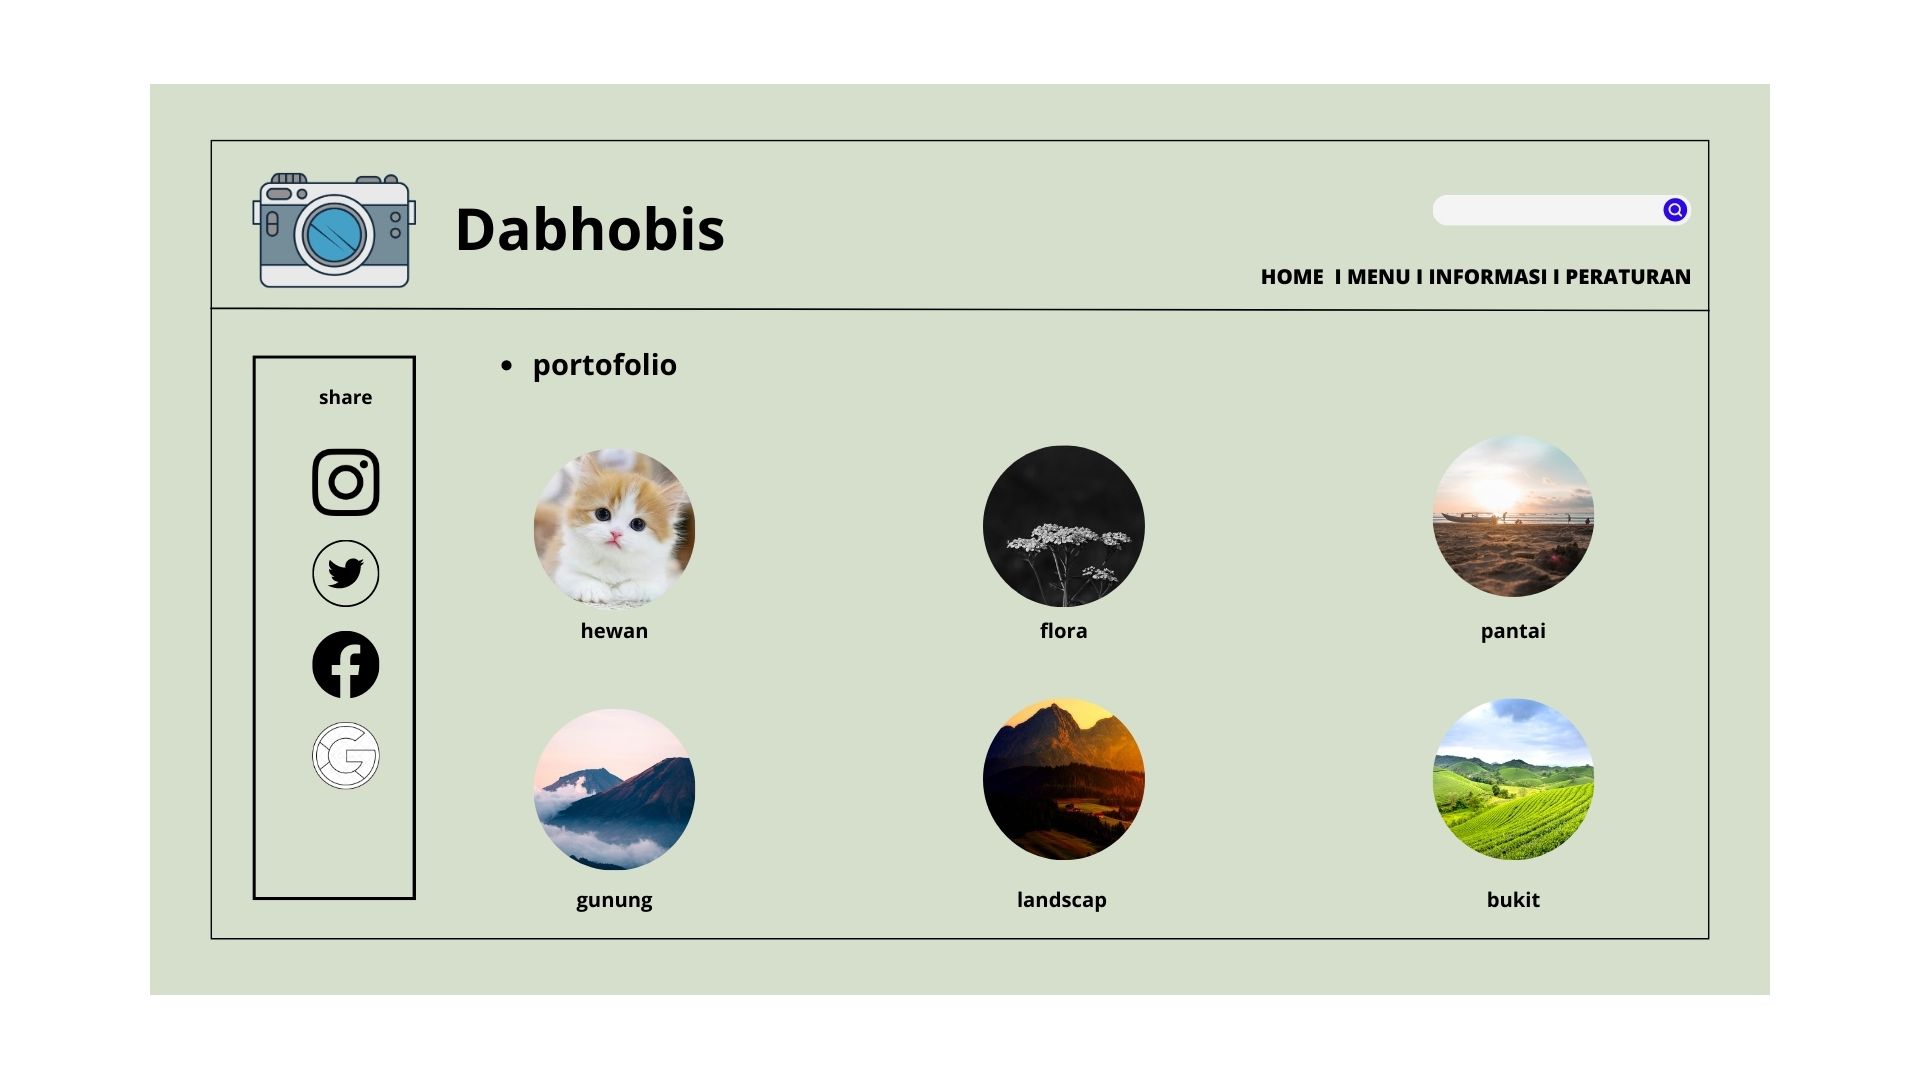 Dabhobis
HOME I MENU I INFORMASI I PERATURAN
share
• portofolio
hewan
flora
pantai
gunung
landscap
bukit